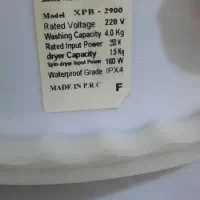 Model XPB - 2900
Rated Voltage 220 V
Washing Capacity 4.0 Kg
Rated Input Power 350 W
dryer Capacity 1.5 Kg
Spin-dryer Input Power 160 W
Waterproof Grade IPX4
MADE IN P.R.C
F